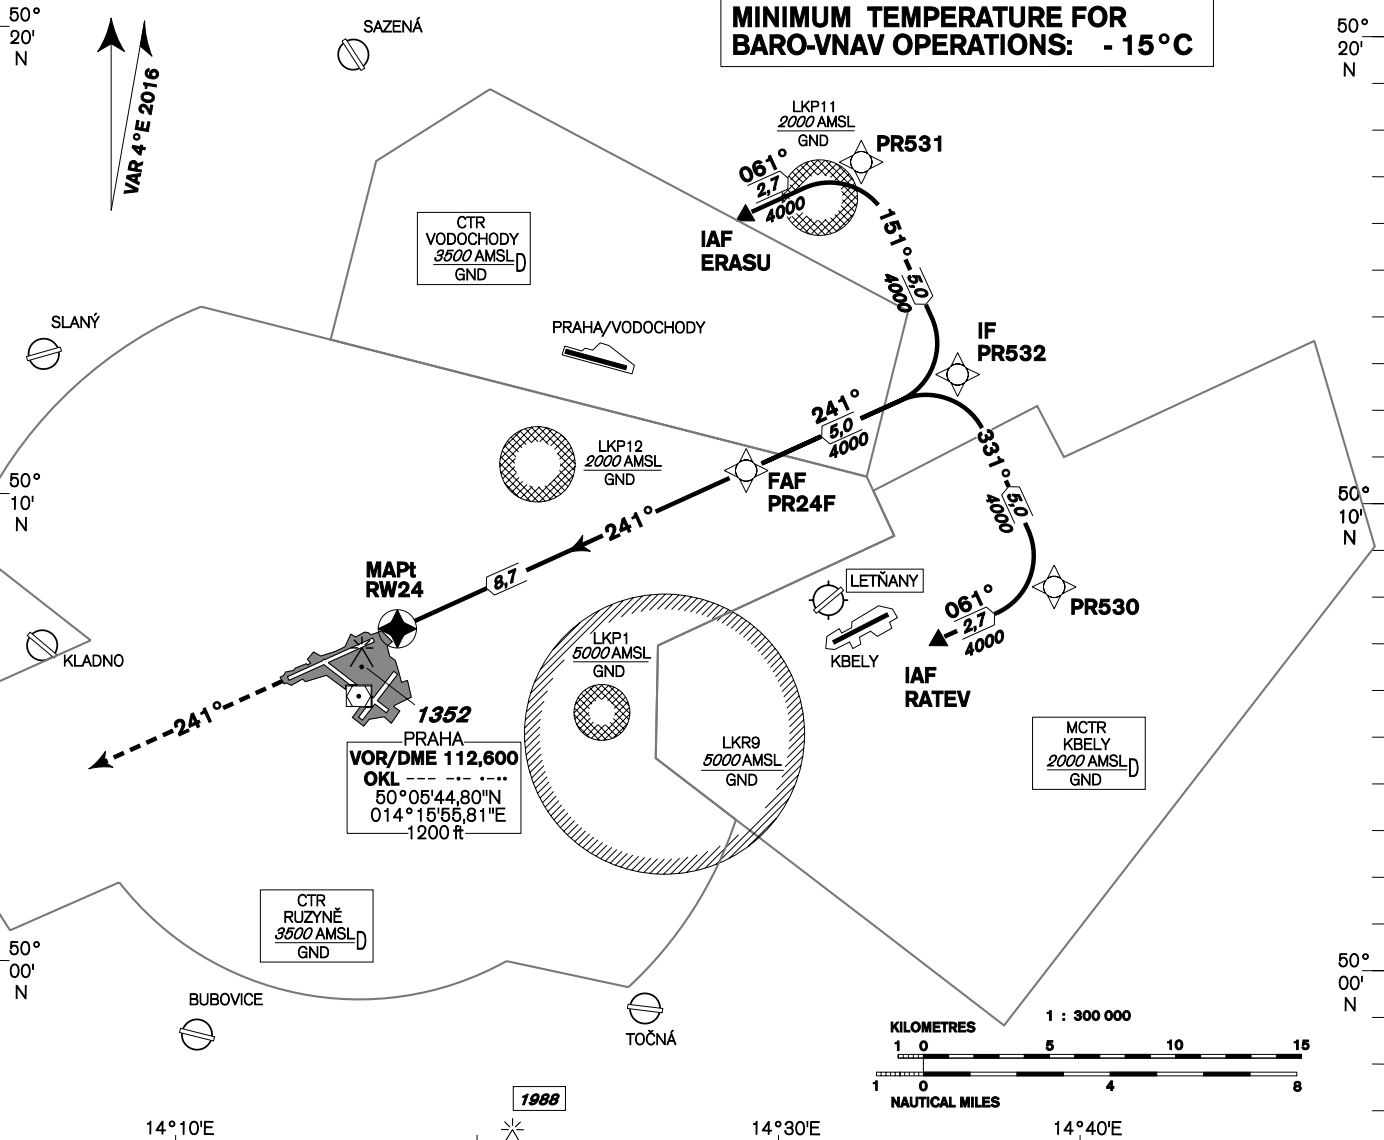 MINIMUM TEMPERATURE FOR
BARO-VNAV OPERATIONS: - 15°C
50°
20'
N
50°
20'
N
VAR 4°E 2016
SAZENÁ
LKP11
2000 AMSL
GND
PR531
061°
2,7
4000
IAF
ERASU
151°
5,0
4000
CTR
VODOCHODY
3500 AMSL
GND
D
SLANÝ
PRAHA/VODOCHODY
IF
PR532
241°
5,0
4000
331°
5,0
4000
LKP12
2000 AMSL
GND
FAF
PR24F
50°
10'
N
50°
10'
N
241°
8,7
MAPt
RW24
LETŇANY
KBELY
061°
2,7
4000
PR530
IAF
RATEV
KLADNO
LKP1
5000 AMSL
GND
241°
1352
PRAHA
VOR/DME 112,600
OKL --- -·- ·-··
50°05'44,80"N
014°15'55,81"E
1200 ft
LKR9
5000 AMSL
GND
MCTR
KBELY
2000 AMSL
GND
D
CTR
RUZYNĚ
3500 AMSL
GND
D
50°
00'
N
50°
00'
N
BUBOVICE
TOČNÁ
1 : 300 000
KILOMETRES
1 0 5 10 15
1 0 4 8
NAUTICAL MILES
1988
14°10'E
14°30'E
14°40'E